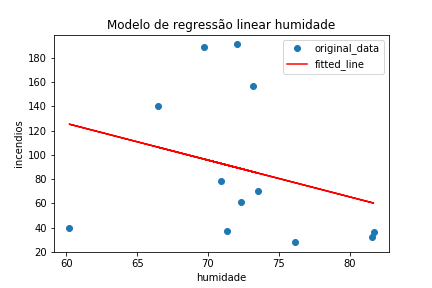 Modelo de regressão linear humidade
original_data
fitted_line
incendios
180
160
140
120
100
80
60
40
20
60
65
70
75
80
humidade